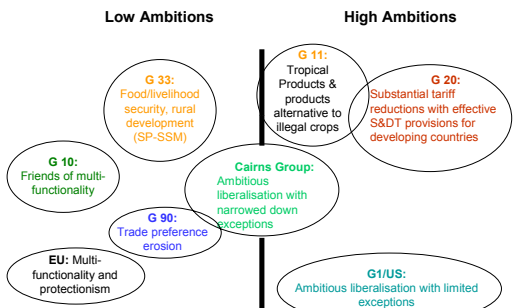 Low Ambitions
High Ambitions
G 33:
Food/livelihood
security, rural
development
(SP-SSM)
G 11:
Tropical
Products &
products
alternative to
illegal crops
G 20:
Substantial tariff
reductions with effective
S&DT provisions for
developing countries
G 10:
Friends of multi-
functionality
Cairns Group:
Ambitious
liberalisation with
narrowed down
exceptions
G 90:
Trade preference
erosion
EU: Multi-
functionality and
protectionism
G1/US:
Ambitious liberalisation with limited
exceptions